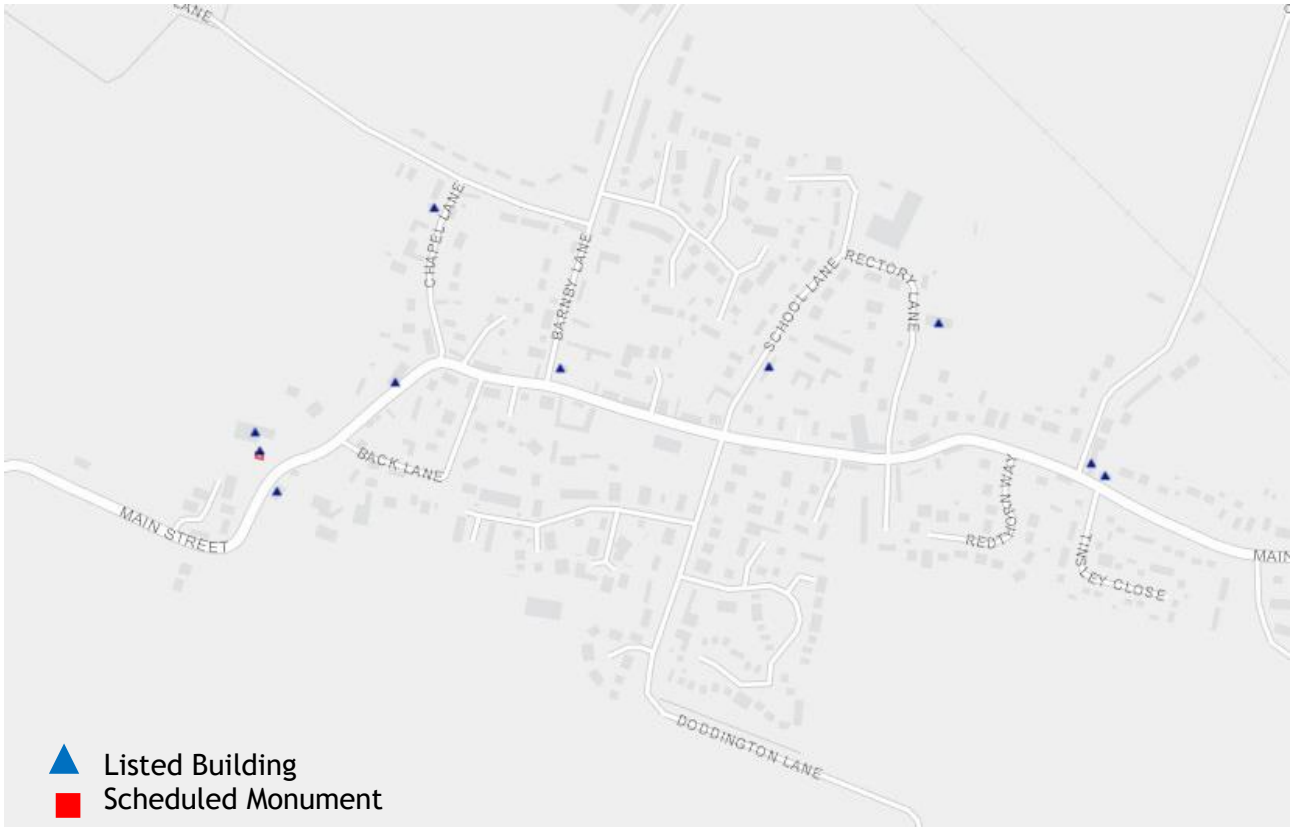 LANE
CHAPEL LANE
BARNBY LANE
SCHOOL LANE
RECTORY LANE
BACK LANE
MAIN STREET
REDTHORN WAY
TINSLEY CLOSE
MAIN
DODDINGTON LANE
Listed Building
Scheduled Monument